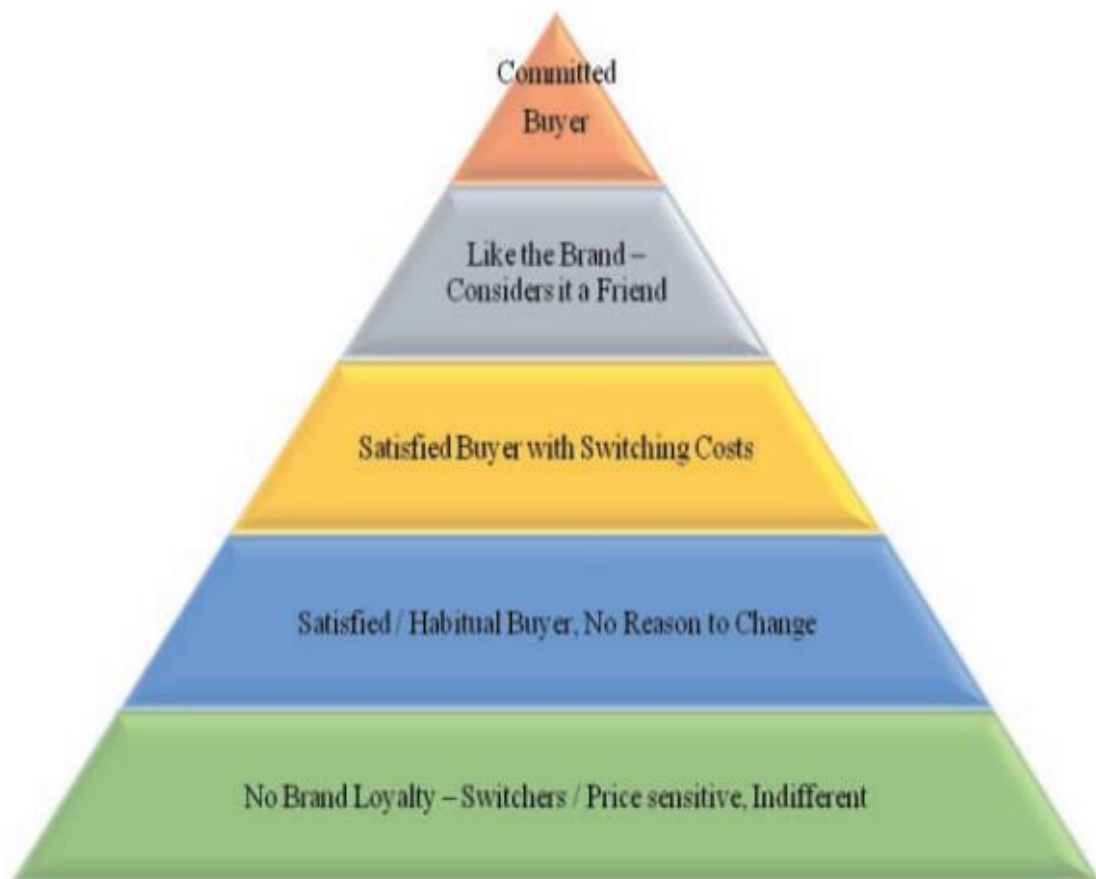 Committed
Buyer
Like the Brand –
Considers it a Friend
Satisfied Buyer with Switching Costs
Satisfied / Habitual Buyer, No Reason to Change
No Brand Loyalty – Switchers / Price sensitive, Indifferent